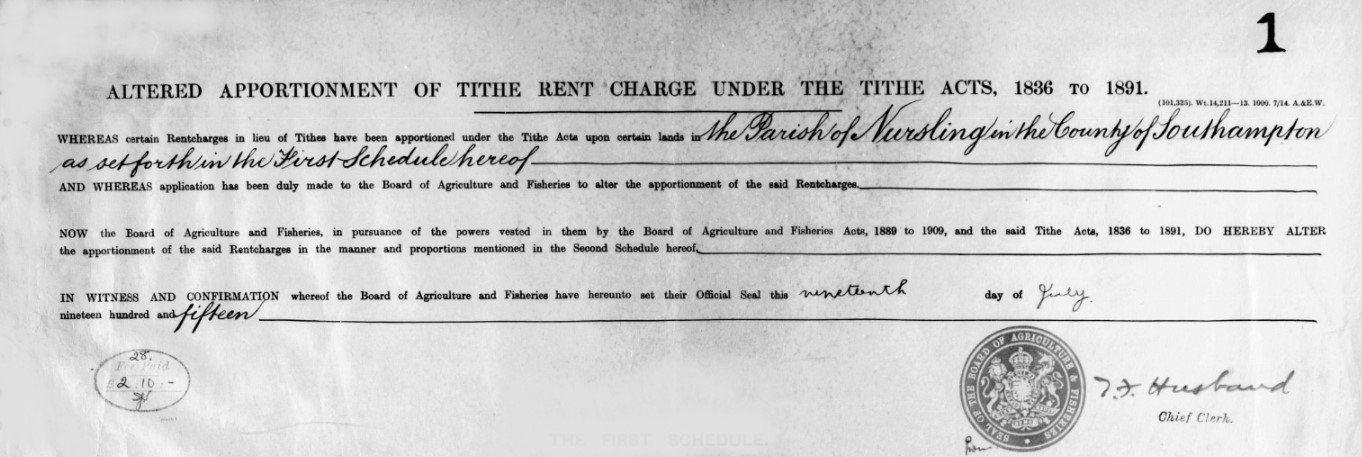 1
ALTERED APPORTIONMENT OF TITHE RENT CHARGE UNDER THE TITHE ACTS, 1836 TO 1891.
(101,325). Wt. 14,211—13. 1000. 7/14. A.&E.W.
WHEREAS certain Rentcharges in lieu of Tithes have been apportioned under the Tithe Acts upon certain lands in the Parish of Nursling in the County of Southampton
as set forth in the First Schedule hereof
AND WHEREAS application has been duly made to the Board of Agriculture and Fisheries to alter the apportionment of the said Rentcharges.
NOW the Board of Agriculture and Fisheries, in pursuance of the powers vested in them by the Board of Agriculture and Fisheries Acts, 1889 to 1909, and the said Tithe Acts, 1836 to 1891, DO HEREBY ALTER
the apportionment of the said Rentcharges in the manner and proportions mentioned in the Second Schedule hereof.
IN WITNESS AND CONFIRMATION whereof the Board of Agriculture and Fisheries have hereunto set their Official Seal this nineteenth day of July.
nineteen hundred and fifteen
28.
Fee Paid
£2.10.-
SEAL OF THE BOARD OF AGRICULTURE & FISHERIES
T. F. Husband
Chief Clerk.
THE FIRST SCHEDULE.